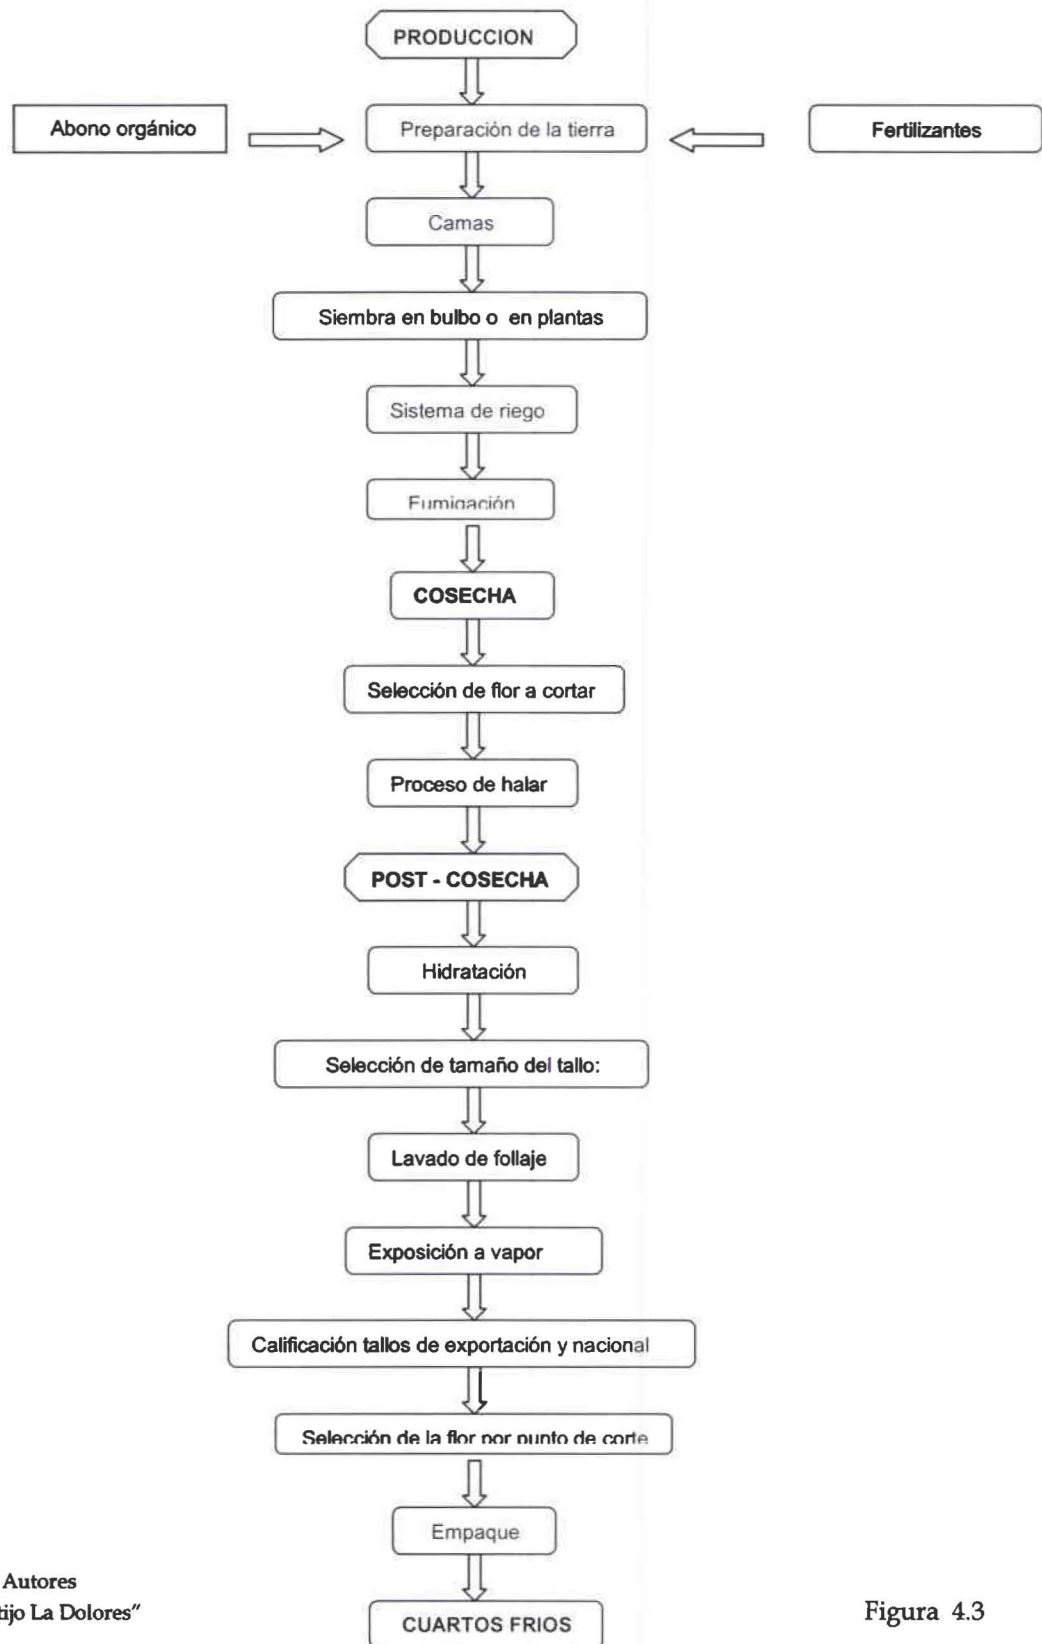 PRODUCCION
Abono orgánico
Preparación de la tierra
Fertilizantes
Camas
Siembra en bulbo o en plantas
Sistema de riego
Fumigación
COSECHA
Selección de flor a cortar
Proceso de halar
POST - COSECHA
Hidratación
Selección de tamaño del tallo:
Lavado de follaje
Exposición a vapor
Calificación tallos de exportación y nacional
Selección de la flor por punto de corte
Empaque
CUARTOS FRIOS
Autores
tijo La Dolores"
Figura 4.3